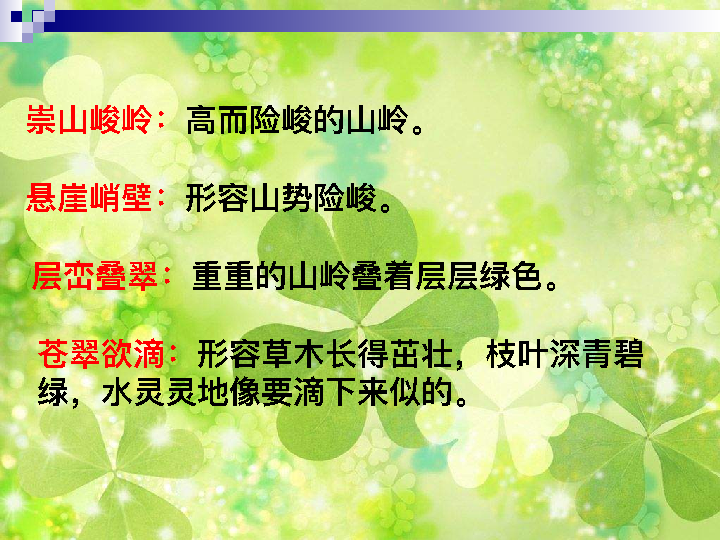 崇山峻岭：高而险峻的山岭。
悬崖峭壁：形容山势险峻。
层峦叠翠：重重的山岭叠着层层绿色。
苍翠欲滴：形容草木长得茁壮，枝叶深青碧
绿，水灵灵地像要滴下来似的。